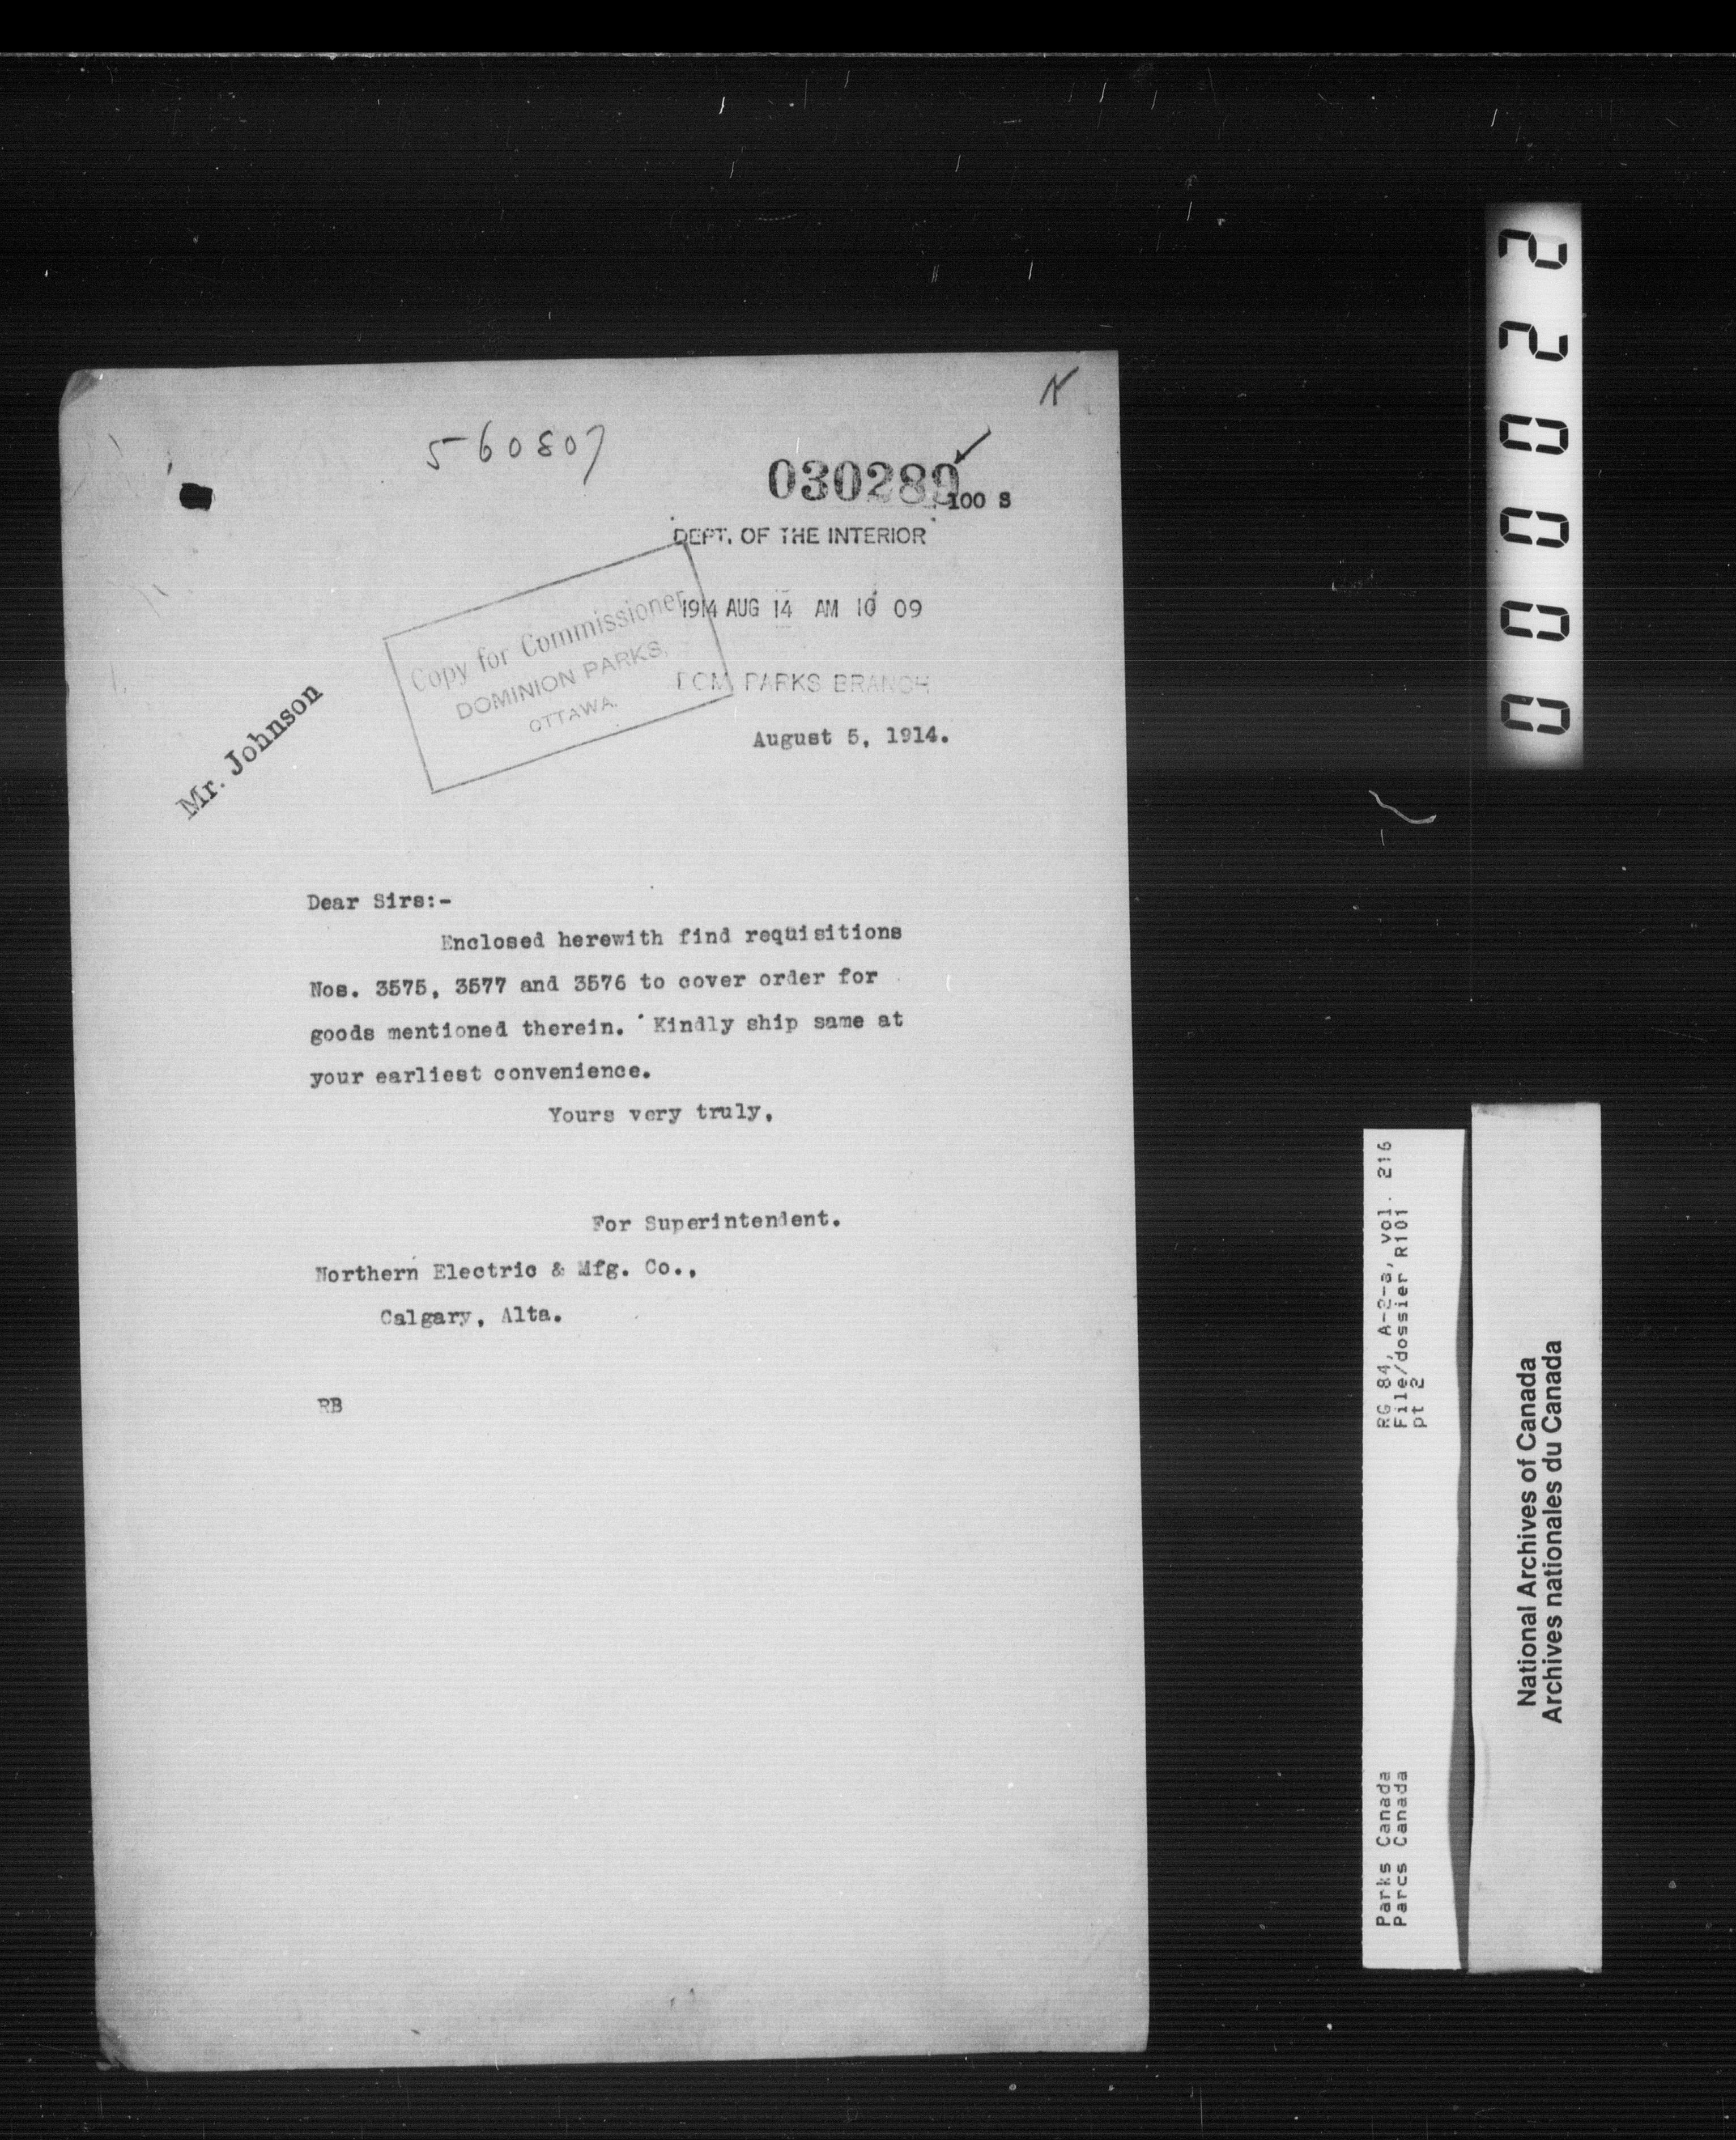 560807
030289
100 S
DEPT. OF THE INTERIOR
1914 AUG 14 AM 10 09
Copy for Commissioner
DOMINION PARKS,
OTTAWA.
DOM. PARKS BRANCH
Mr. Johnson
August 5, 1914.
Dear Sirs:-
Enclosed herewith find requisitions
Nos. 3575, 3577 and 3576 to cover order for
goods mentioned therein. Kindly ship same at
your earliest convenience.
Yours very truly,
For Superintendent.
Northern Electric & Mfg. Co.,
Calgary, Alta.
RB
000022
RG 84, A-2-a, vol. 216
File/dossier R101
pt 2
Parks Canada
Parcs Canada
National Archives of Canada
Archives nationales du Canada